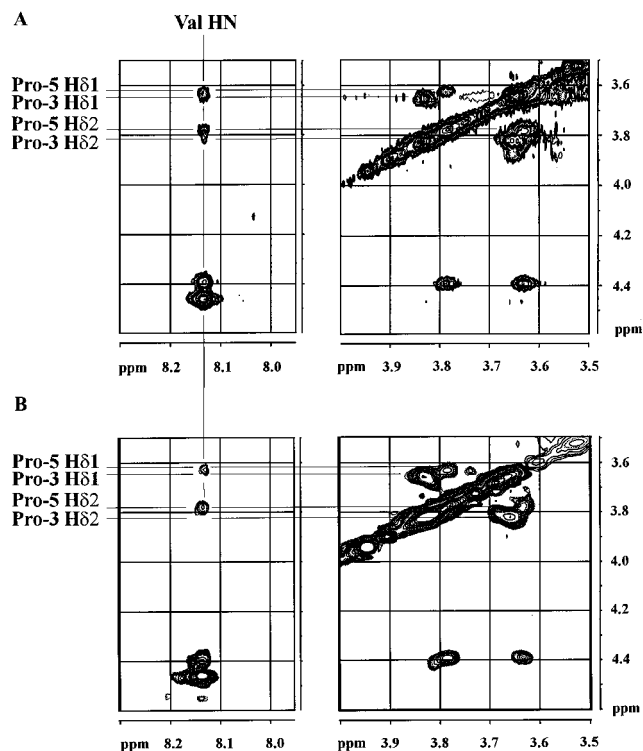 A
Val HN
Pro-5 Hδ1
Pro-3 Hδ1
Pro-5 Hδ2
Pro-3 Hδ2
3.6
3.8
4.0
4.2
4.4
ppm
ppm 8.2 8.1 8.0
ppm 3.9 3.8 3.7 3.6 3.5
B
Pro-5 Hδ1
Pro-3 Hδ1
Pro-5 Hδ2
Pro-3 Hδ2
3.6
3.8
4.0
4.2
4.4
ppm
ppm 8.2 8.1 8.0
ppm 3.9 3.8 3.7 3.6 3.5